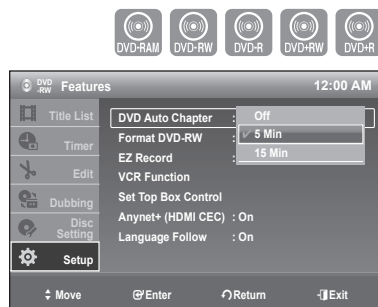 DVD-RAM DVD-RW DVD-R DVD+RW DVD+R
DVD -RW Features 12:00 AM
Title List
Timer
Edit
Dubbing
Disc Setting
Setup
DVD Auto Chapter :
Format DVD-RW :
EZ Record :
VCR Function
Set Top Box Control
Anynet+ (HDMI CEC) : On
Language Follow : On
Off
✓ 5 Min
15 Min
Move Enter Return Exit